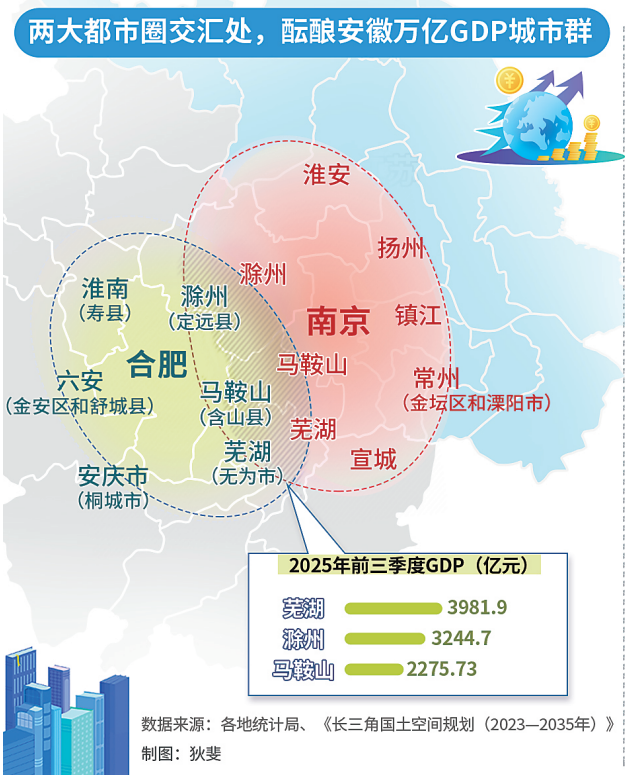 两大都市圈交汇处，酝酿安徽万亿GDP城市群
¥
¥
淮安
扬州
滁州
淮南
（寿县）
滁州
（定远县）
南京
镇江
合肥
马鞍山
六安
（金安区和舒城县）
马鞍山
（含山县）
常州
（金坛区和溧阳市）
芜湖
芜湖
（无为市）
宣城
安庆市
（桐城市）
2025年前三季度GDP（亿元）
芜湖 3981.9
滁州 3244.7
马鞍山 2275.73
数据来源：各地统计局、《长三角国土空间规划（2023—2035年）》
制图：狄斐